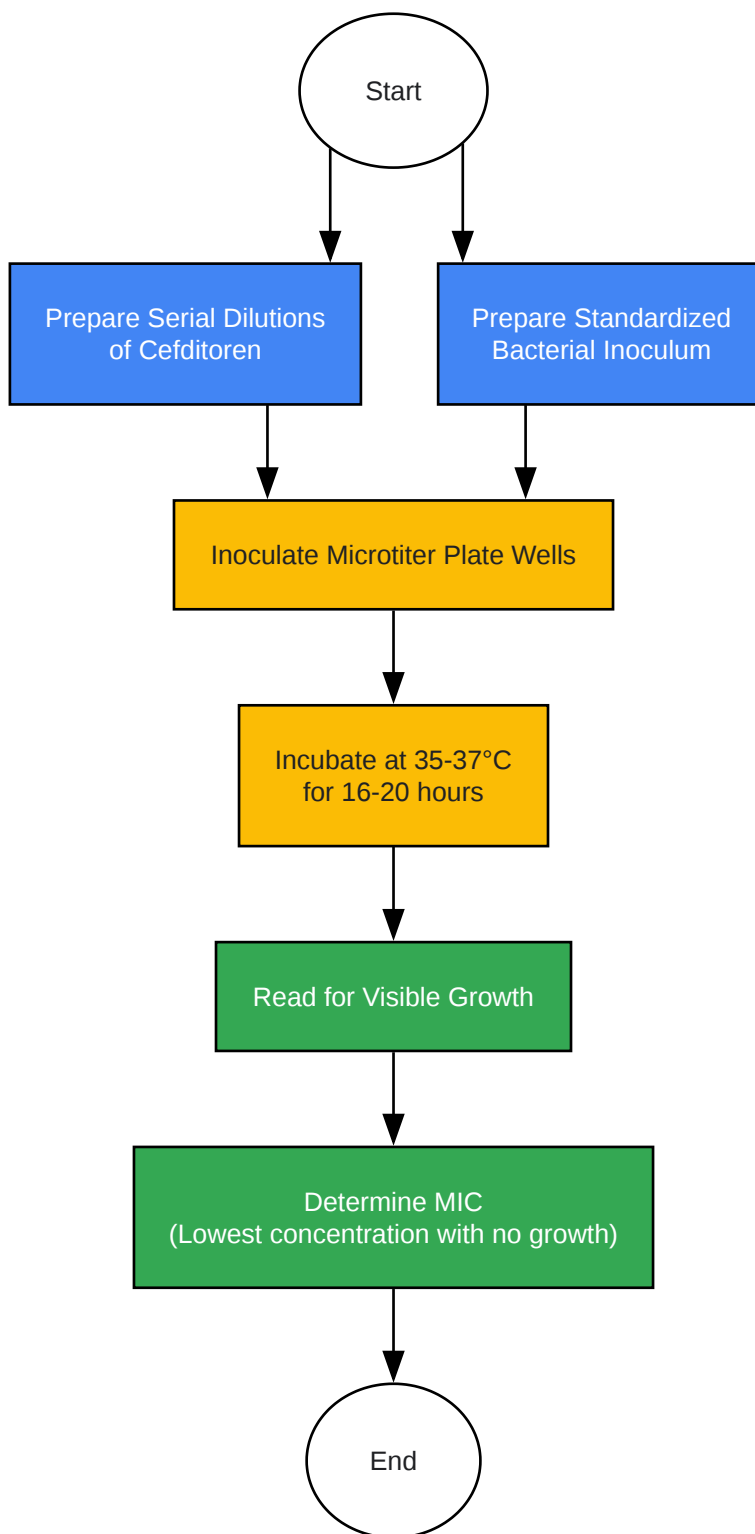 Start
Prepare Serial Dilutions
of Cefditoren
Prepare Standardized
Bacterial Inoculum
Inoculate Microtiter Plate Wells
Incubate at 35-37°C
for 16-20 hours
Read for Visible Growth
Determine MIC
(Lowest concentration with no growth)
End